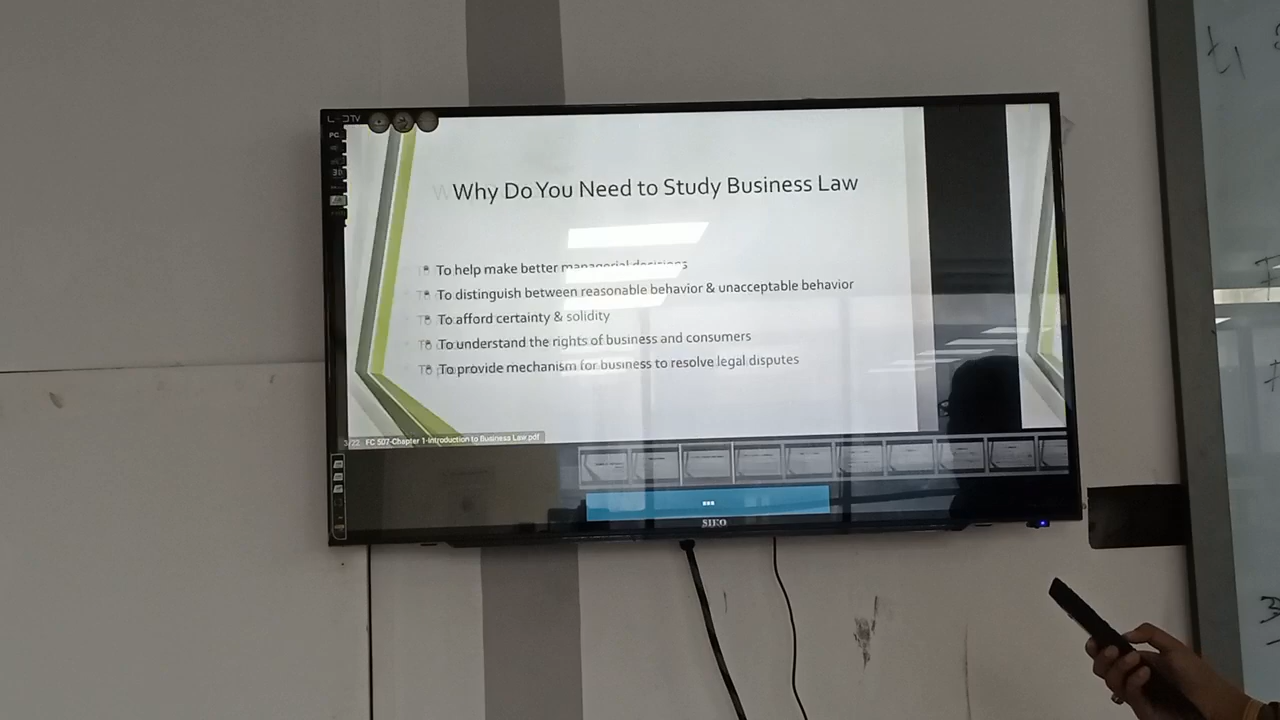 Why Do You Need to Study Business Law
To help make better managerial decisions
To distinguish between reasonable behavior & unacceptable behavior
To afford certainty & solidity
To understand the rights of business and consumers
To provide mechanism for business to resolve legal disputes
3/22 FC 507-Chapter 1-Introduction to Business Law.pdf